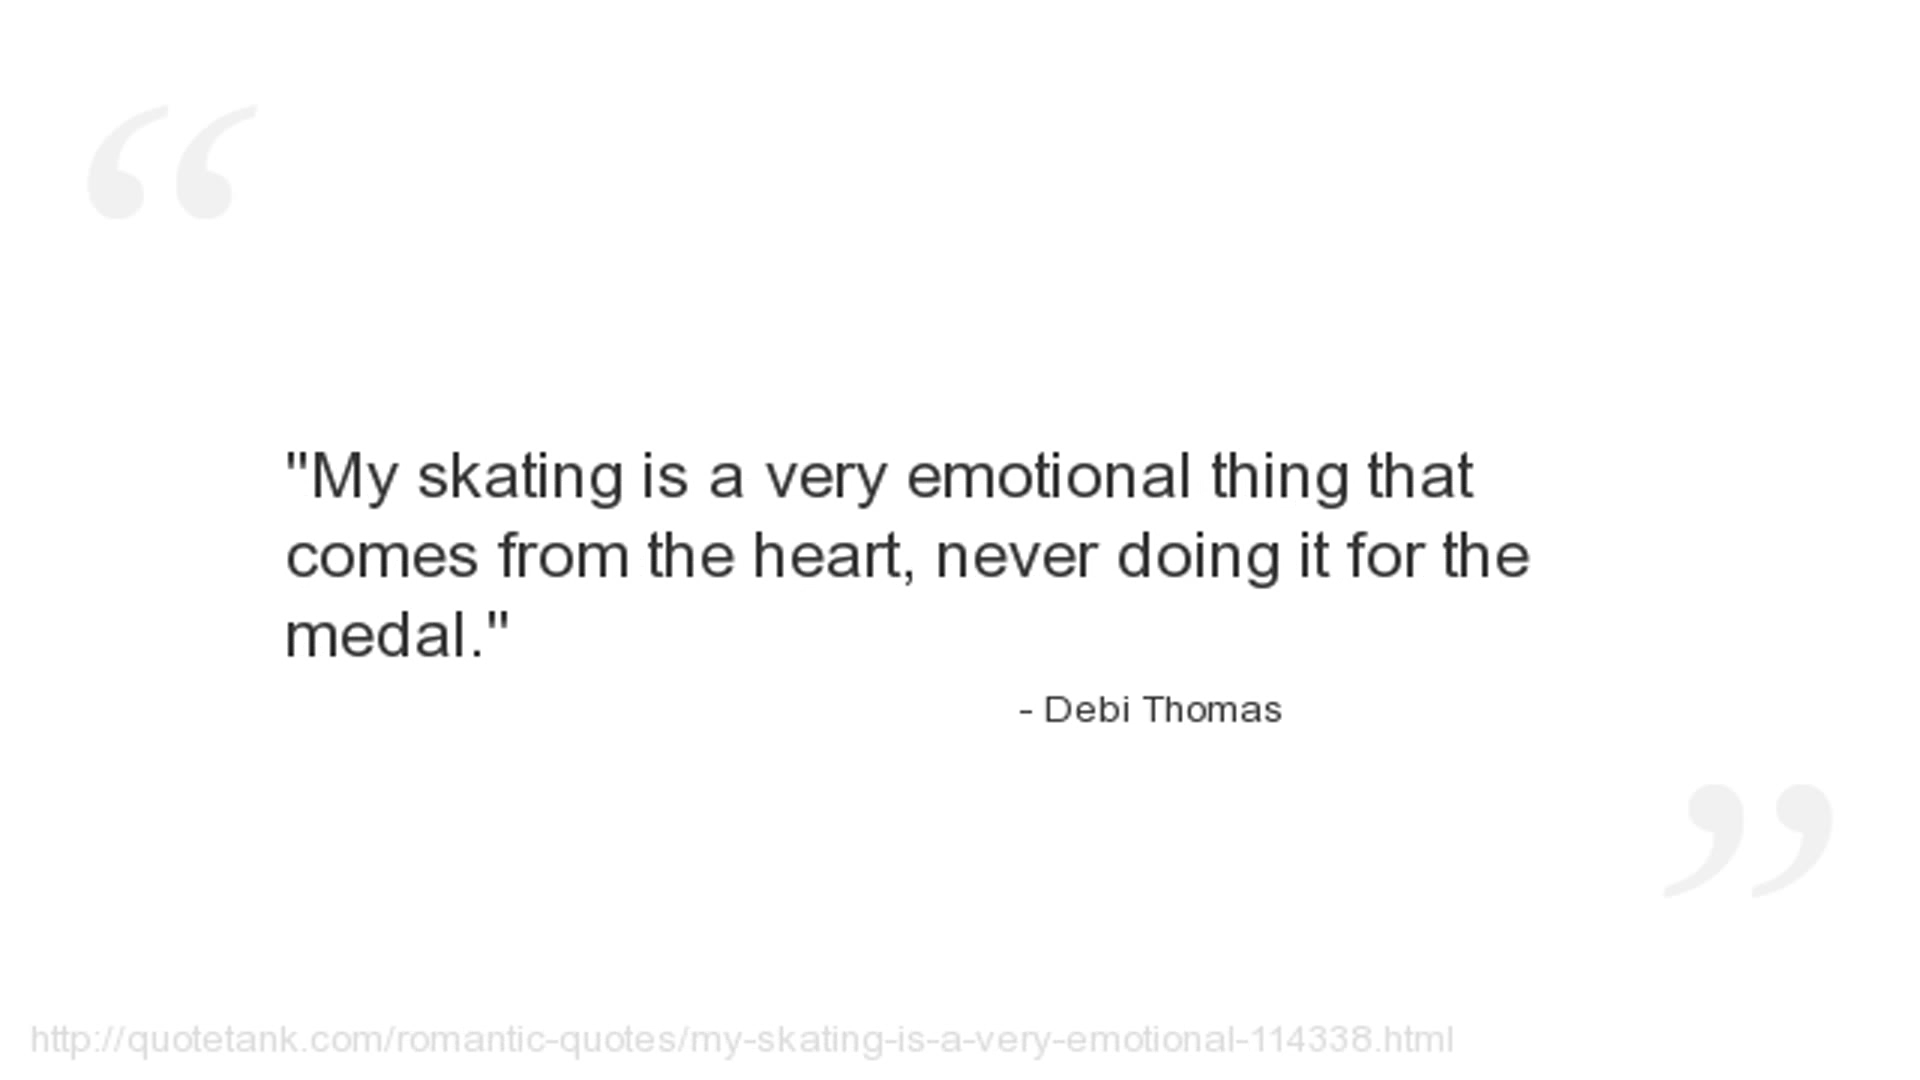 "My skating is a very emotional thing that
comes from the heart, never doing it for the
medal."
- Debi Thomas
http://quotetank.com/romantic-quotes/my-skating-is-a-very-emotional-114338.html